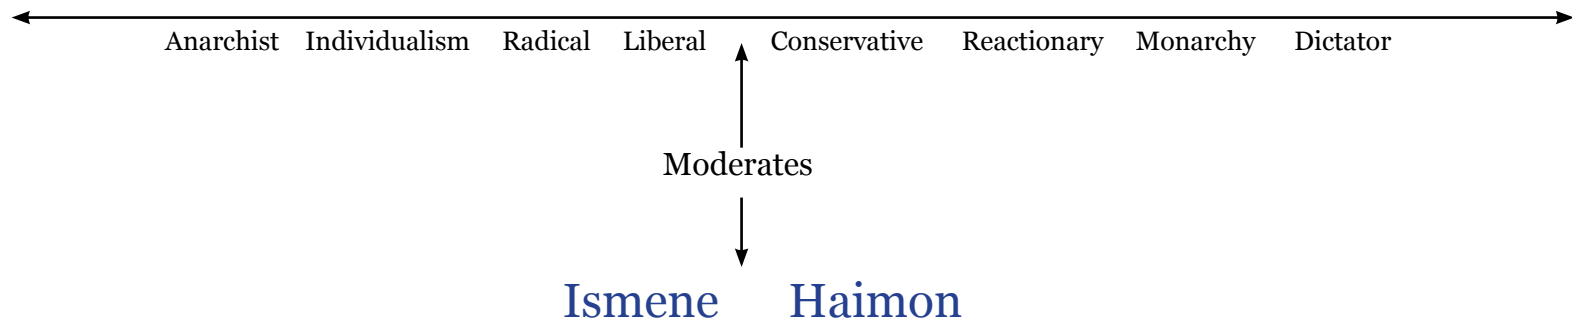 Anarchist Individualism Radical Liberal Conservative Reactionary Monarchy Dictator
Moderates
Ismene Haimon